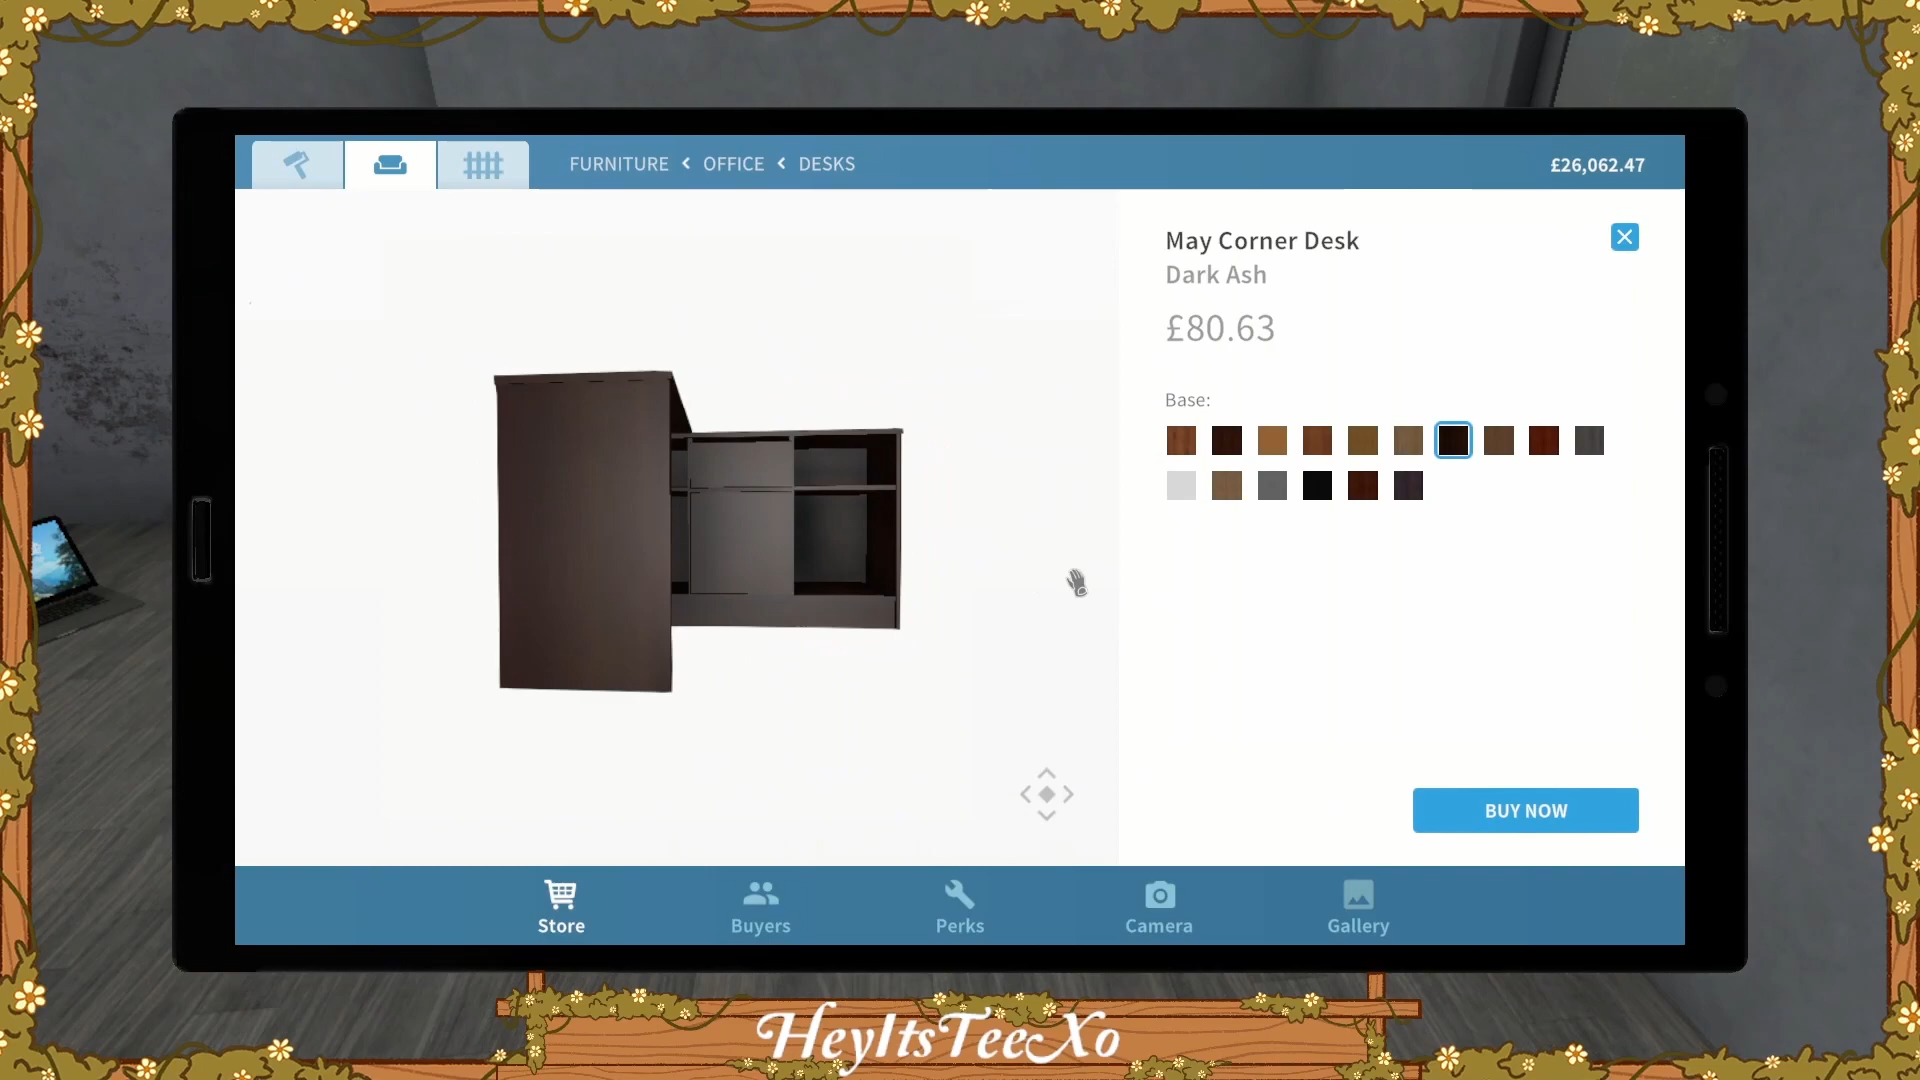 FURNITURE < OFFICE < DESKS
£26,062.47
May Corner Desk
Dark Ash
£80.63
Base:
BUY NOW
Store
Buyers
Perks
Camera
Gallery
HeyItsTeeXo